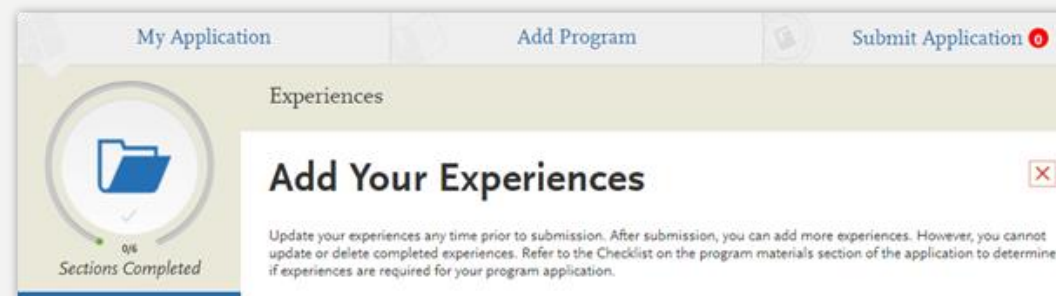 My Application
Add Program
Submit Application 0
Experiences
Add Your Experiences
Update your experiences any time prior to submission. After submission, you can add more experiences. However, you cannot
update or delete completed experiences. Refer to the Checklist on the program materials section of the application to determine
if experiences are required for your program application.
0/6
Sections Completed